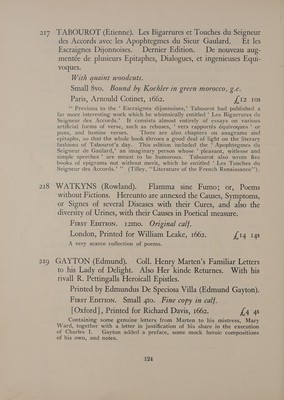 217 TABOUROT (Etienne). Les Bigarrures et Touches du Seigneur
des Accords avec les Apophtegmes du Sieur Gaulard. Et les
Escraignes Dijonnoises. Dernier Edition. De nouveau aug-
mentée de plusieurs Epitaphes, Dialogues, et ingenieuses Equi-
voques.
With quaint woodcuts.
Small 8vo. Bound by Koehler in green morocco, g.e.
Paris, Arnould Cotinet, 1662. £12 10s
" Previous to the ' Escraignes dijonnoises,' Tabourot had published a
far more interesting work which he whimsically entitled ' Les Bigarrures du
Seigneur des Accords.' It consists almost entirely of essays on various
artificial forms of verse, such as rebuses, ' vers rapportés équivoques ' or
puns, and festine verses. There are also chapters on anagrams and
epitaphs, so that the whole book throws a good deal of light on the literary
fashions of Tabourot's day. This edition included the ' Apophtegmes du
Seigneur de Gaulard,' an imaginary person whose ' pleasant, witlesse and
simple speeches ' are meant to be humorous. Tabourot also wrote five
books of epigrams not without merit, which he entitled ' Les Touches du
Seigneur des Accords.' " (Tilley, "Literature of the French Renaissance").
228 WATKYNS (Rowland). Flamma sine Fumo; or, Poems
without Fictions. Hereunto are annexed the Causes, Symptoms,
or Signes of several Diseases with their Cures, and also the
diversity of Urines, with their Causes in Poetical measure.
FIRST EDITION. 12mo. Original calf.
London, Printed for William Leake, 1662. £14 14s
A very scarce collection of poems.
229 GAYTON (Edmund). Coll. Henry Marten's Familiar Letters
to his Lady of Delight. Also Her kinde Returnes. With his
rivall R. Pettingalls Heroicall Epistles.
Printed by Edmundus De Speciosa Villa (Edmund Gayton).
FIRST EDITION. Small 4to. Fine copy in calf.
[Oxford], Printed for Richard Davis, 1662. £4 4s
Containing some genuine letters from Marten to his mistress, Mary
Ward, together with a letter in justification of his share in the execution
of Charles I. Gayton added a preface, some mock heroic compositions
of his own, and notes.
124